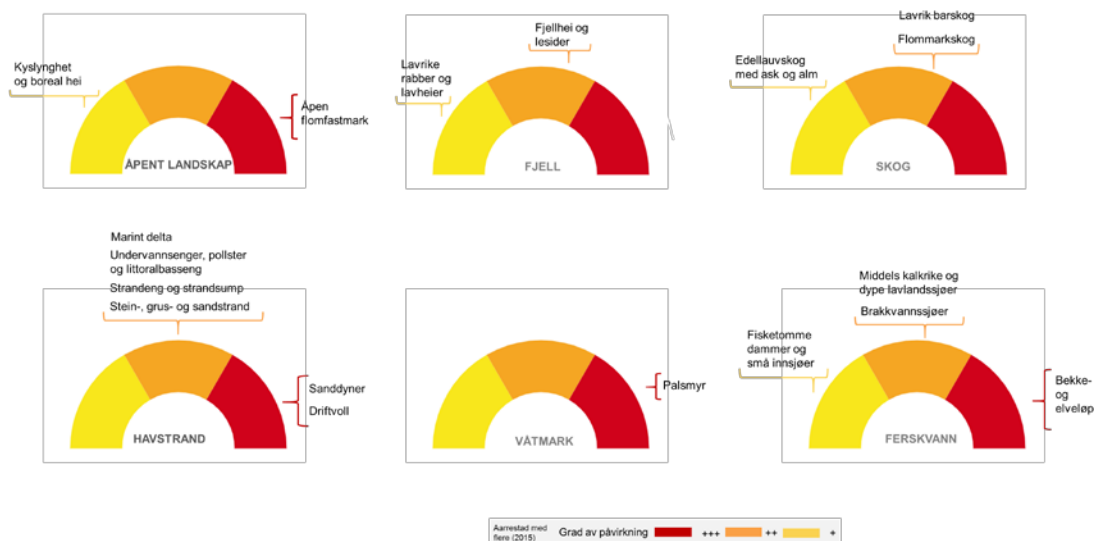 Kyslynghet
og boreal hei
Åpen
flomfastmark
ÅPENT LANDSKAP
Fjellhei og
lesider
Lavrike
rabber og
lavheier
FJELL
Lavrik barskog
Flommarkskog
Edellauvskog
med ask og alm
SKOG
Marint delta
Undervannsenger, pollster
og littoralbasseng
Strandeng og strandsump
Stein-, grus- og sandstrand
Sanddyner
Driftvoll
HAVSTRAND
Palsmyr
VÅTMARK
Middels kalkrike og
dype lavlandssjøer
Brakkvannssjøer
Fisketomme
dammer og
små innsjøer
Bekke-
og
elveløp
FERSKVANN
Aarrestad med
flere (2015)
Grad av påvirkning +++ ++ +